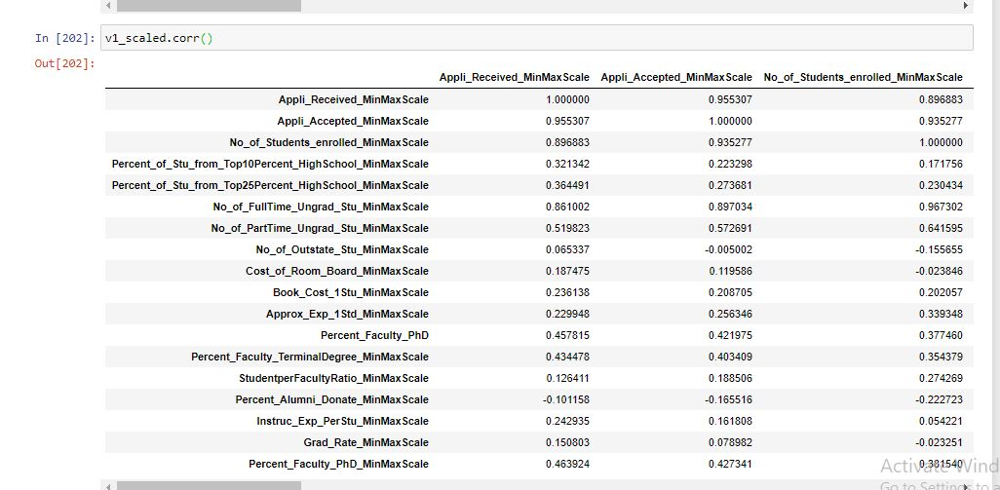 In [202]: v1_scaled.corr()
Out[202]:
Appli_Received_MinMaxScale Appli_Accepted_MinMaxScale No_of_Students_enrolled_MinMaxScale
Appli_Received_MinMaxScale 1.000000 0.955307 0.896883
Appli_Accepted_MinMaxScale 0.955307 1.000000 0.935277
No_of_Students_enrolled_MinMaxScale 0.896883 0.935277 1.000000
Percent_of_Stu_from_Top10Percent_HighSchool_MinMaxScale 0.321342 0.223298 0.171756
Percent_of_Stu_from_Top25Percent_HighSchool_MinMaxScale 0.364491 0.273681 0.230434
No_of_FullTime_Ungrad_Stu_MinMaxScale 0.861002 0.897034 0.967302
No_of_PartTime_Ungrad_Stu_MinMaxScale 0.519823 0.572691 0.641595
No_of_Outstate_Stu_MinMaxScale 0.065337 -0.005002 -0.155655
Cost_of_Room_Board_MinMaxScale 0.187475 0.119586 -0.023846
Book_Cost_1Stu_MinMaxScale 0.236138 0.208705 0.202057
Approx_Exp_1Std_MinMaxScale 0.229948 0.256346 0.339348
Percent_Faculty_PhD 0.457815 0.421975 0.377460
Percent_Faculty_TerminalDegree_MinMaxScale 0.434478 0.403409 0.354379
StudentperFacultyRatio_MinMaxScale 0.126411 0.188506 0.274269
Percent_Alumni_Donate_MinMaxScale -0.101158 -0.165516 -0.222723
Instruc_Exp_PerStu_MinMaxScale 0.242935 0.161808 0.054221
Grad_Rate_MinMaxScale 0.150803 0.078982 -0.023251
Percent_Faculty_PhD_MinMaxScale 0.463924 0.427341 0.381540
Activate Wind
Go to Settings to a